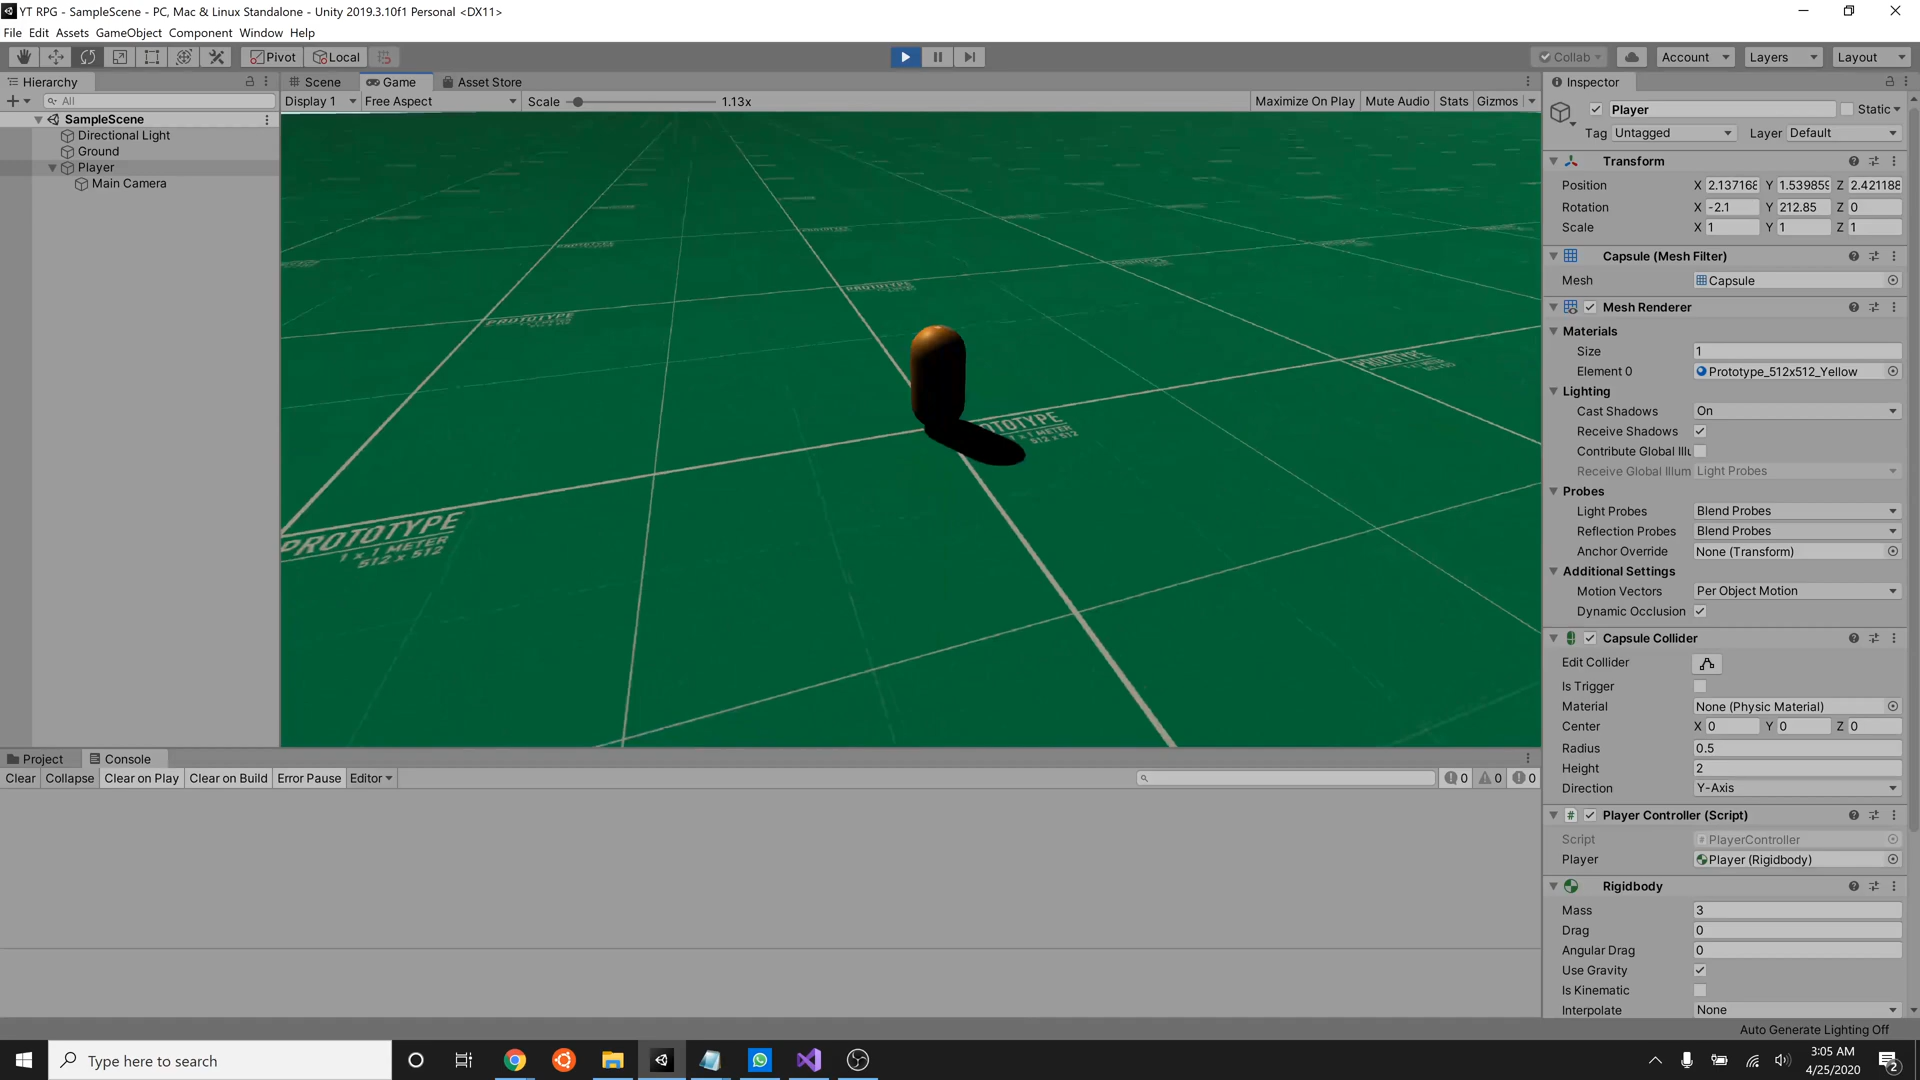 YT RPG - SampleScene - PC, Mac & Linux Standalone - Unity 2019.3.10f1 Personal <DX11>
File Edit Assets GameObject Component Window Help
Pivot Local Collab Account Layers Layout
Hierarchy
All
SampleScene
Directional Light
Ground
Player
Main Camera
Scene Game Asset Store
Display 1 Free Aspect Scale 1.13x Maximize On Play Mute Audio Stats Gizmos
PROTOTYPE
PROTOTYPE
PROTOTYPE
PROTOTYPE
1 x 1 METER
512 x 512
512 x 512
Project Console
Clear Collapse Clear on Play Clear on Build Error Pause Editor 0 0 0
Inspector
Player Static
Tag Untagged Layer Default
Transform
Position X 2.137168 Y 1.539859 Z 2.421188
Rotation X -2.1 Y 212.85 Z 0
Scale X 1 Y 1 Z 1
Capsule (Mesh Filter)
Mesh Capsule
Mesh Renderer
Materials
Size 1
Element 0 Prototype_512x512_Yellow
Lighting
Cast Shadows On
Receive Shadows
Contribute Global Illu
Receive Global Illum Light Probes
Probes
Light Probes Blend Probes
Reflection Probes Blend Probes
Anchor Override None (Transform)
Additional Settings
Motion Vectors Per Object Motion
Dynamic Occlusion
Capsule Collider
Edit Collider
Is Trigger
Material None (Physic Material)
Center X 0 Y 0 Z 0
Radius 0.5
Height 2
Direction Y-Axis
Player Controller (Script)
Script PlayerController
Player Player (Rigidbody)
Rigidbody
Mass 3
Drag 0
Angular Drag 0
Use Gravity
Is Kinematic
Interpolate None
Auto Generate Lighting Off
Type here to search
3:05 AM
4/25/2020
2